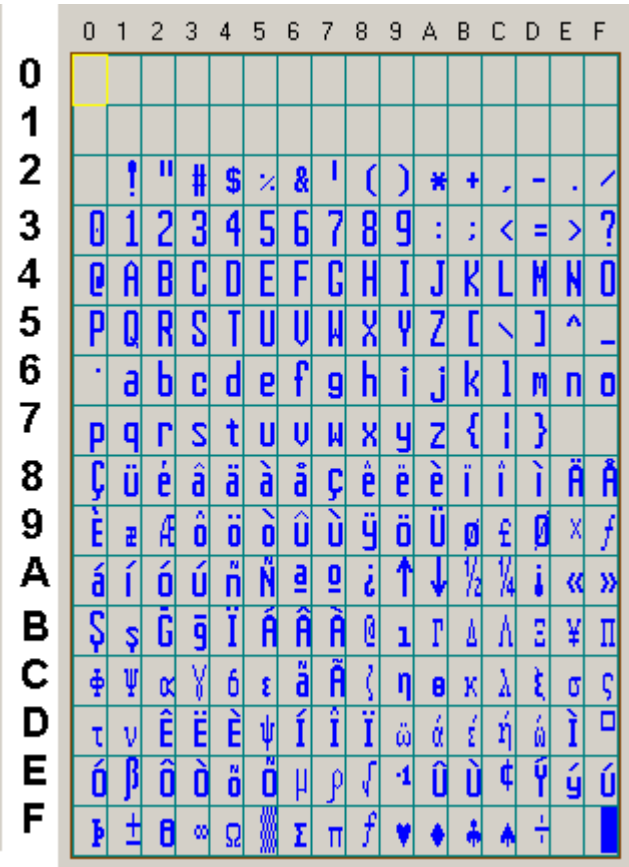 0 1 2 3 4 5 6 7 8 9 A B C D E F
0
1
2 ! " # $ % & ' ( ) * + , - . /
3 0 1 2 3 4 5 6 7 8 9 : ; < = > ?
4 @ A B C D E F G H I J K L M N O
5 P Q R S T U V W X Y Z [ \ ] ^ _
6 ` a b c d e f g h i j k l m n o
7 p q r s t u v w x y z { ¦ }
8 Ç ü é â ä à å ç ê ë è ï î ì Ä Å
9 È æ Æ ô ö ò Û Ù ÿ ö Ü ø £ Ø x ƒ
A á í ó ú ñ Ñ ª º ¿ ↑ ↓ ½ ¼ ¡ « »
B Ş ş Ḡ ḡ Ï Á Â À @ ı Γ Δ Λ Ξ ¥ Π
C Φ Ψ α γ δ ε ã Ã ζ η θ κ λ ξ σ ς
D τ ν Ê Ë È ψ Í Î Ï ώ ά έ ή ώ Ì □
E Ó β Ô Ò õ Õ μ ρ √ ·1 Û Ù ¢ Ý ý Ú
F ± θ ∞ Ω ▒ Σ π ƒ ♥ ♦ ♣ ♠ ÷ █